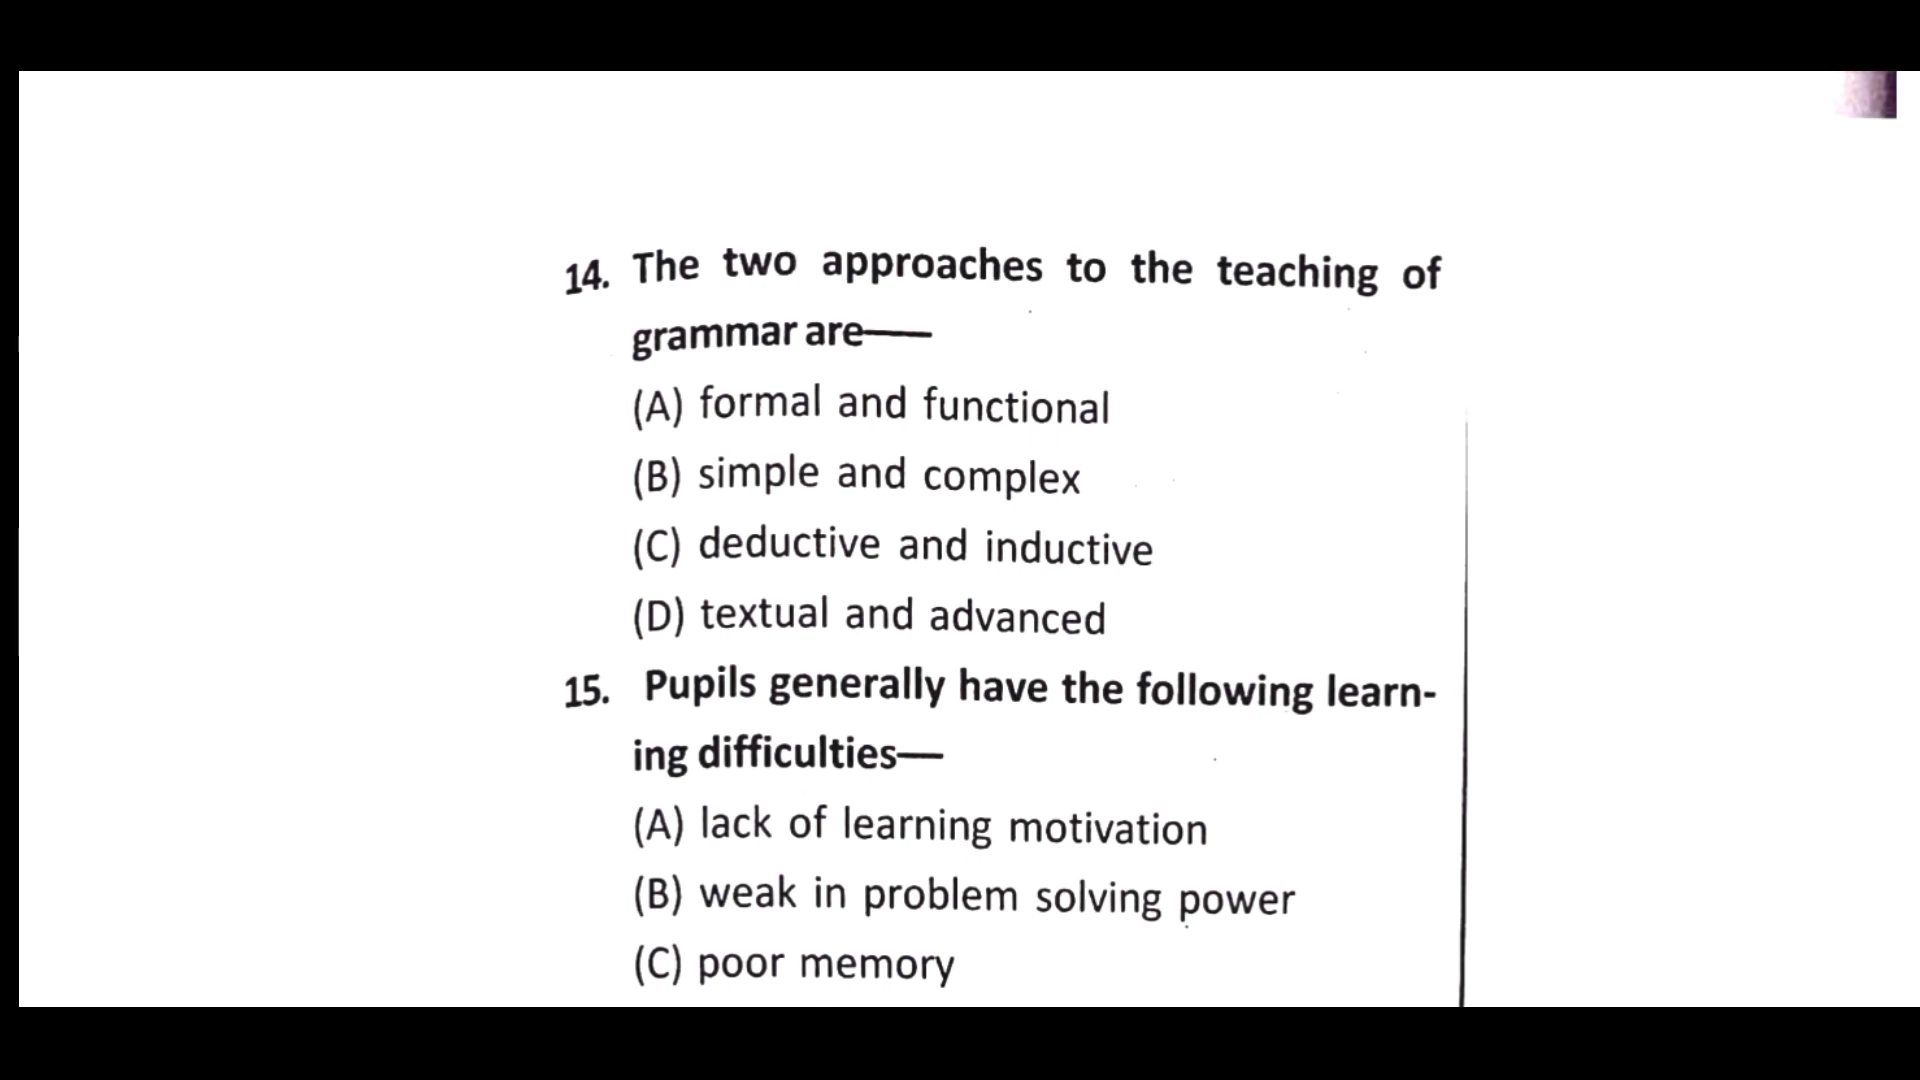 14. The two approaches to the teaching of
grammar are—
(A) formal and functional
(B) simple and complex
(C) deductive and inductive
(D) textual and advanced
15. Pupils generally have the following learn-
ing difficulties—
(A) lack of learning motivation
(B) weak in problem solving power
(C) poor memory